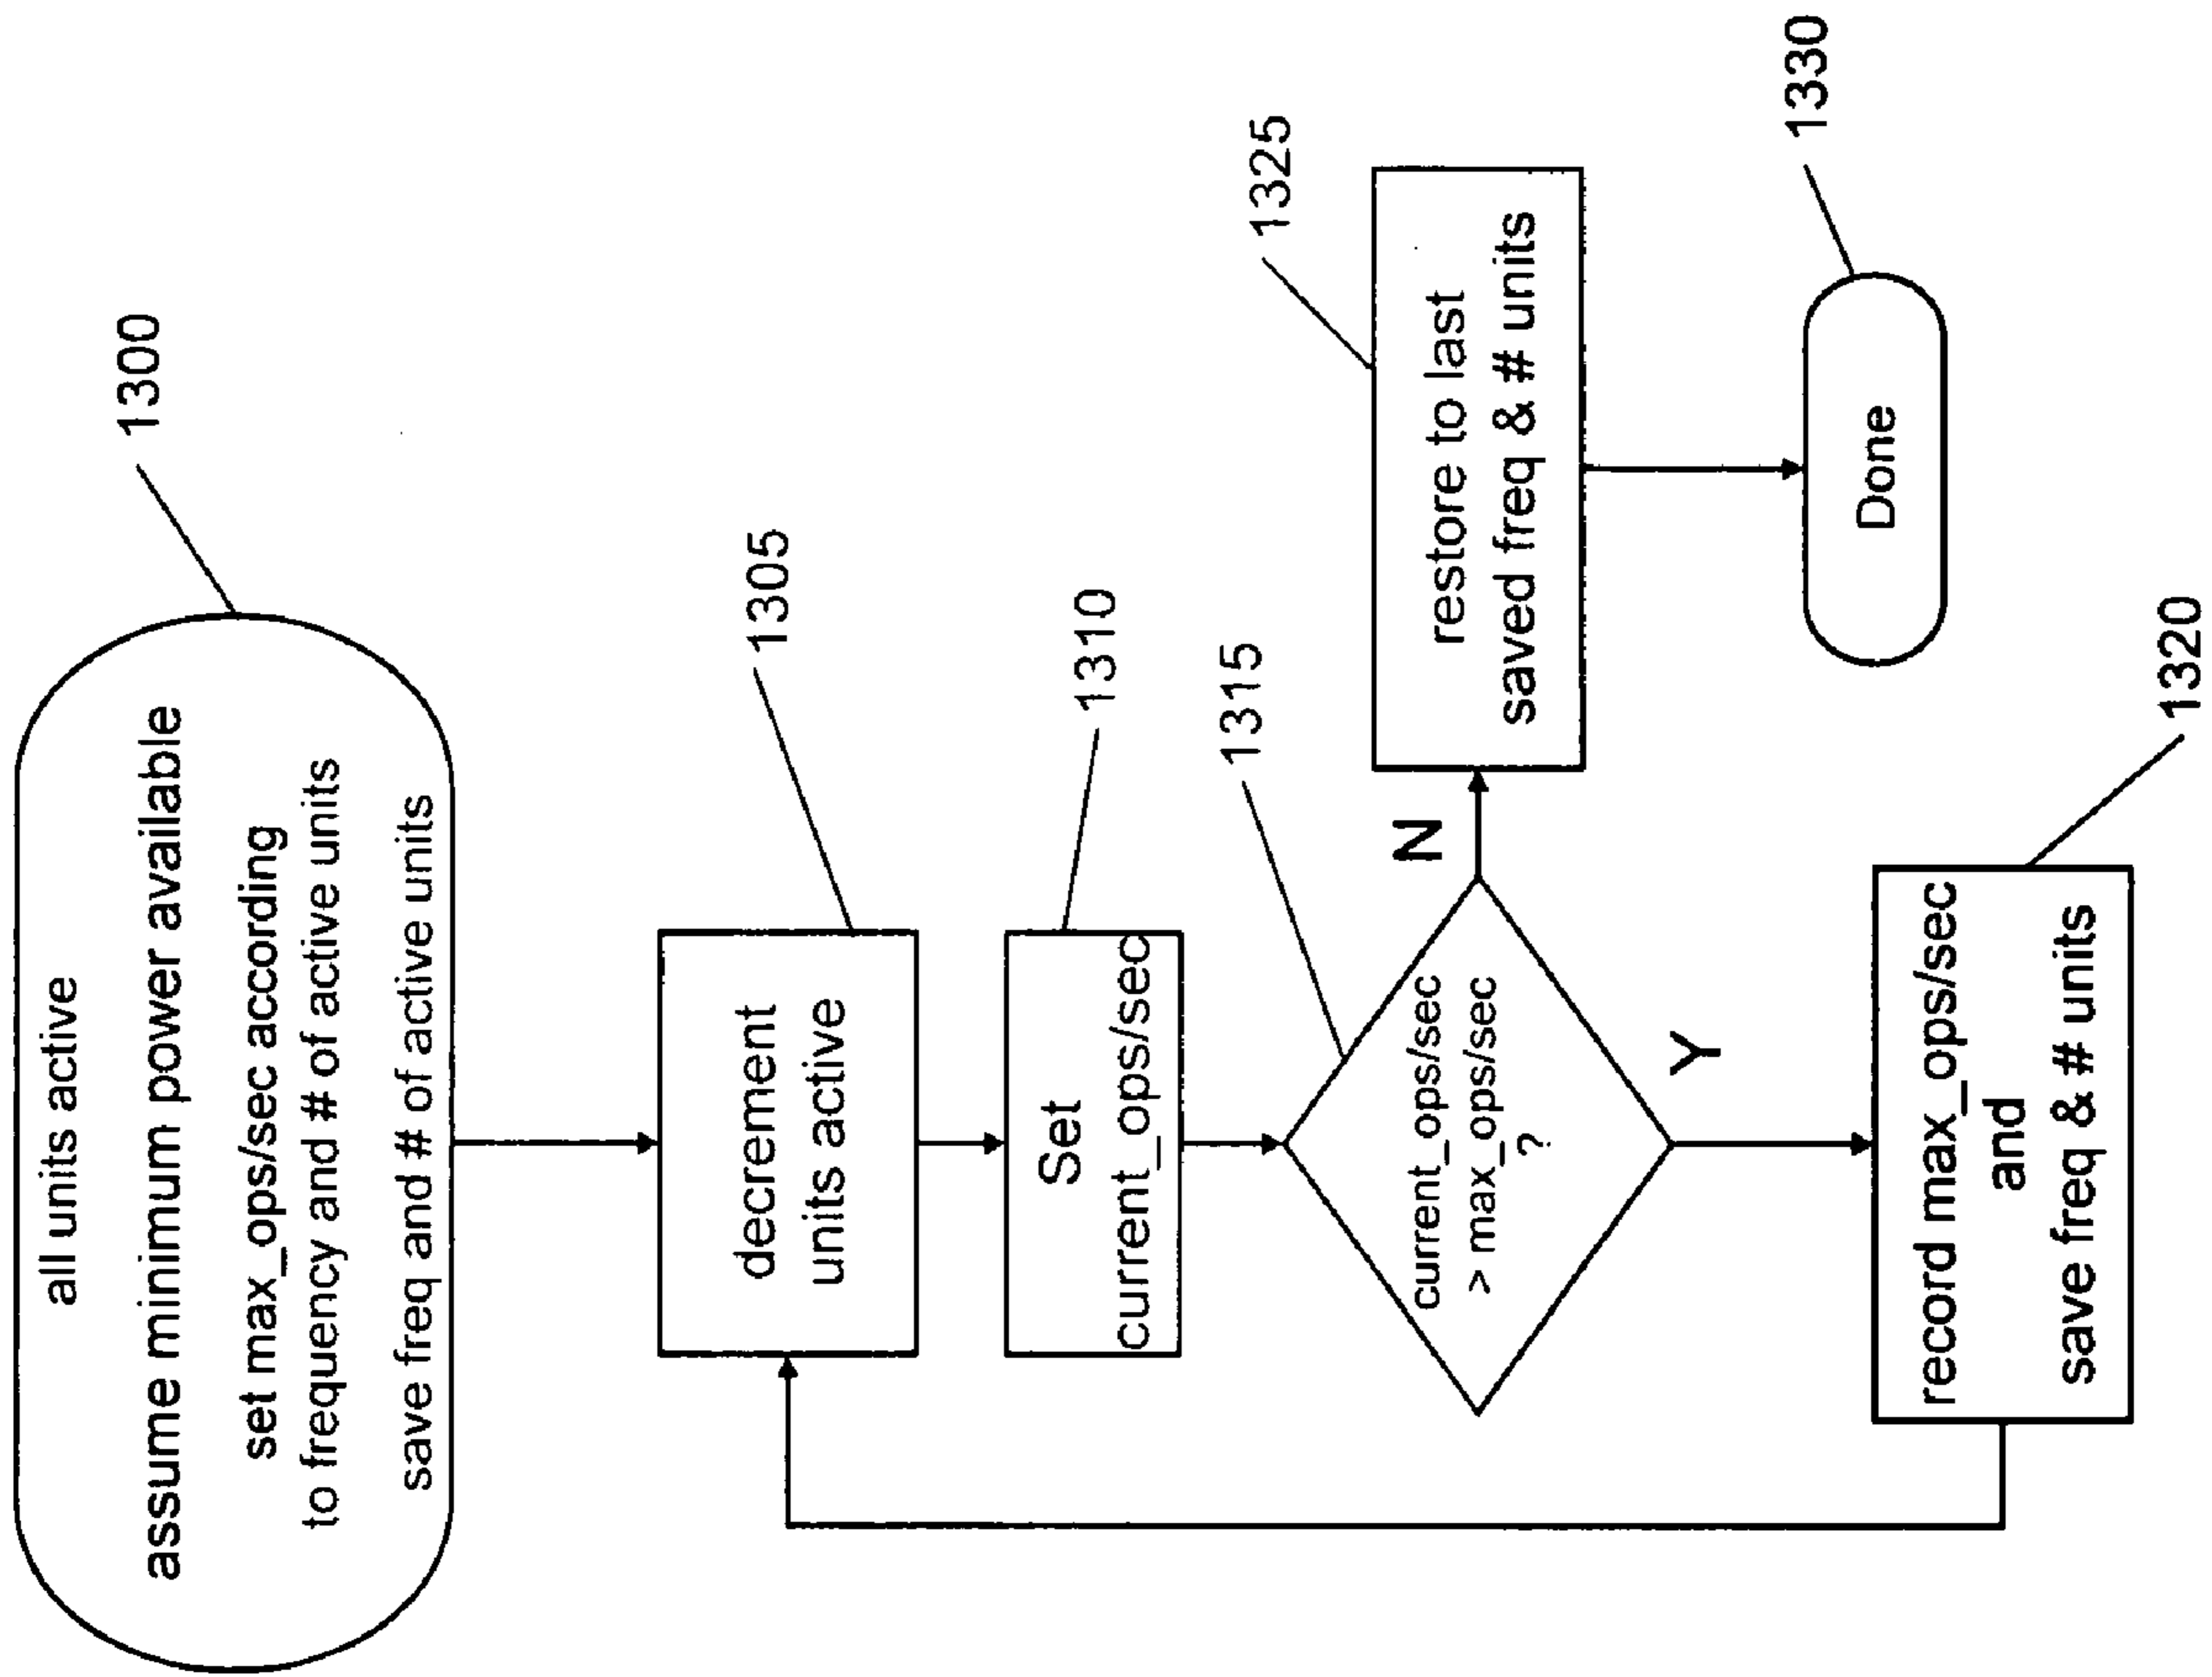 all units active
assume minimum power available
set max_ops/sec according
to frequency and # of active units
save freq and # of active units
1300
decrement
units active
1305
Set
current_ops/sec
1310
current_ops/sec
> max_ops/sec
?
1315
N
restore to last
saved freq & # units
1325
Done
1330
Y
record max_ops/sec
and
save freq & # units
1320